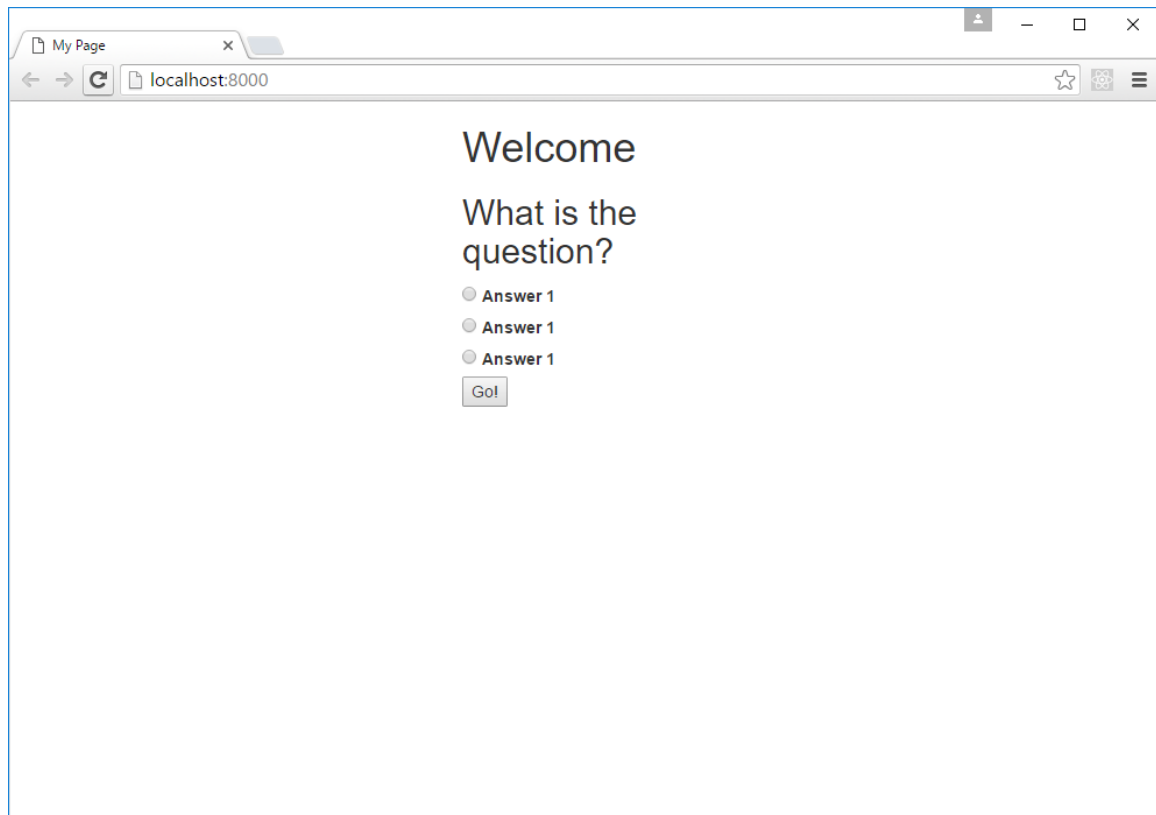 My Page
localhost:8000
Welcome
What is the
question?
Answer 1
Answer 1
Answer 1
Go!